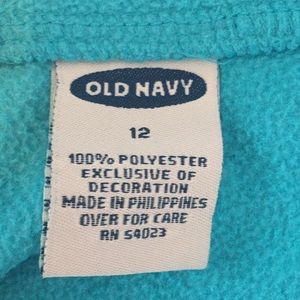 OLD NAVY
12
100% POLYESTER
EXCLUSIVE OF
DECORATION
MADE IN PHILIPPINES
OVER FOR CARE
RN 54023